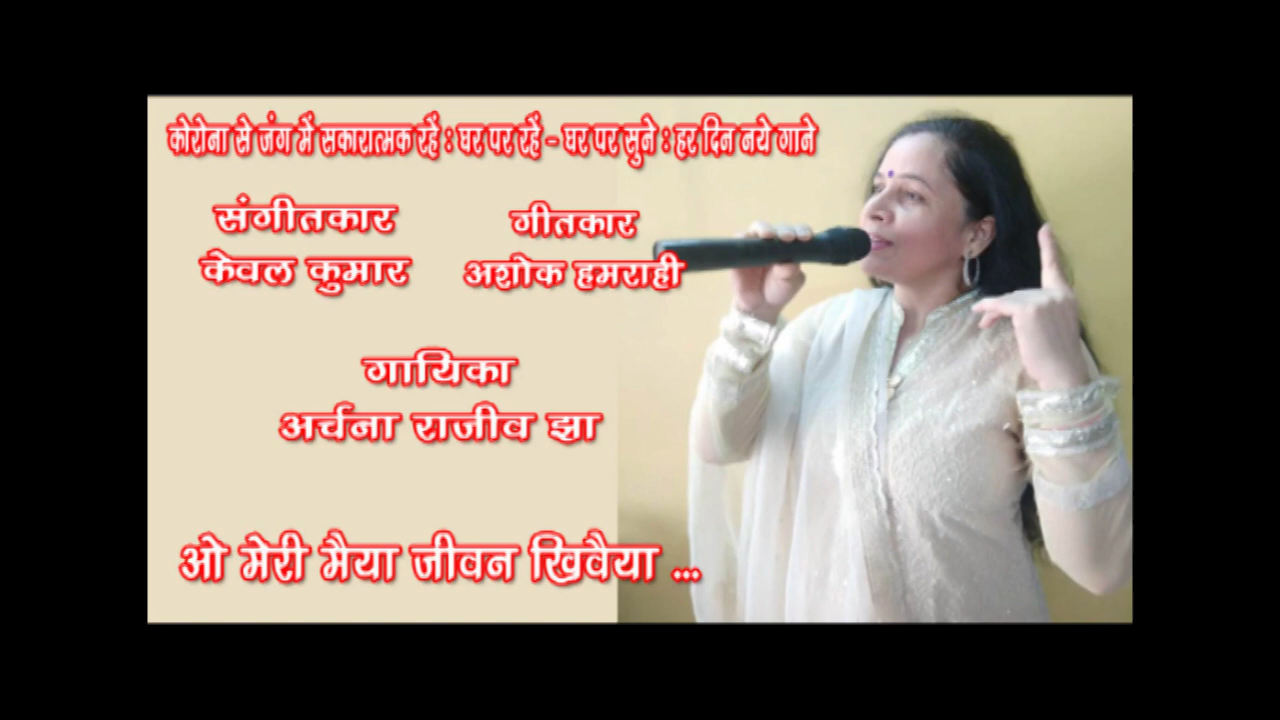 कोरोना से जंग में सकारात्मक रहें : घर पर रहें - घर पर सुने : हर दिन नये गाने
संगीतकार
केवल कुमार
गीतकार
अशोक हमराही
गायिका
अर्चना राजीव झा
ओ मेरी मैया जीवन खिवैया ...